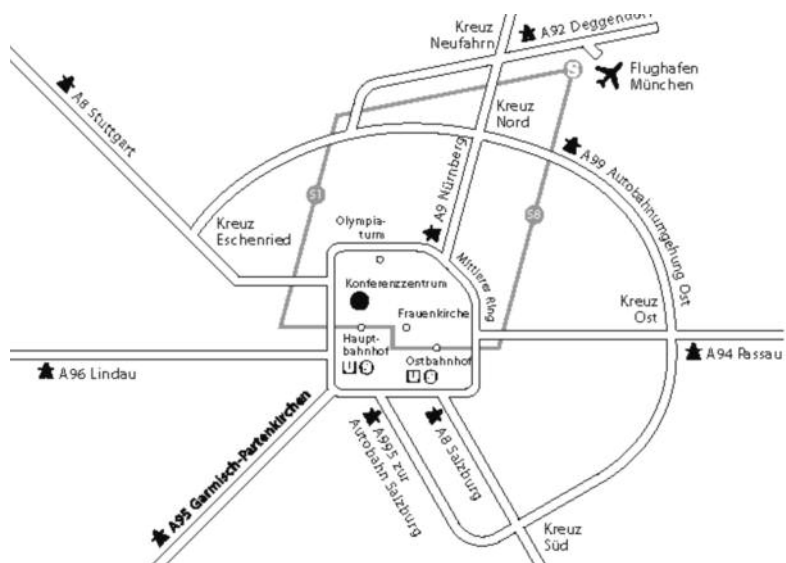 Kreuz
Neufahrn
A92 Deggendorf
S
Flughafen
München
A8 Stuttgart
Kreuz
Nord
A99 Autobahnumgehung Ost
A9 Nürnberg
S1
S8
Kreuz
Eschenried
Olympia-
turm
Mittlerer Ring
Konferenzzentrum
Frauenkirche
Kreuz
Ost
Haupt-
bahnhof
U S
Ostbahnhof
U S
A94 Passau
A96 Lindau
A95 Garmisch-Partenkirchen
A995 zur
Autobahn Salzburg
A8 Salzburg
Kreuz
Süd